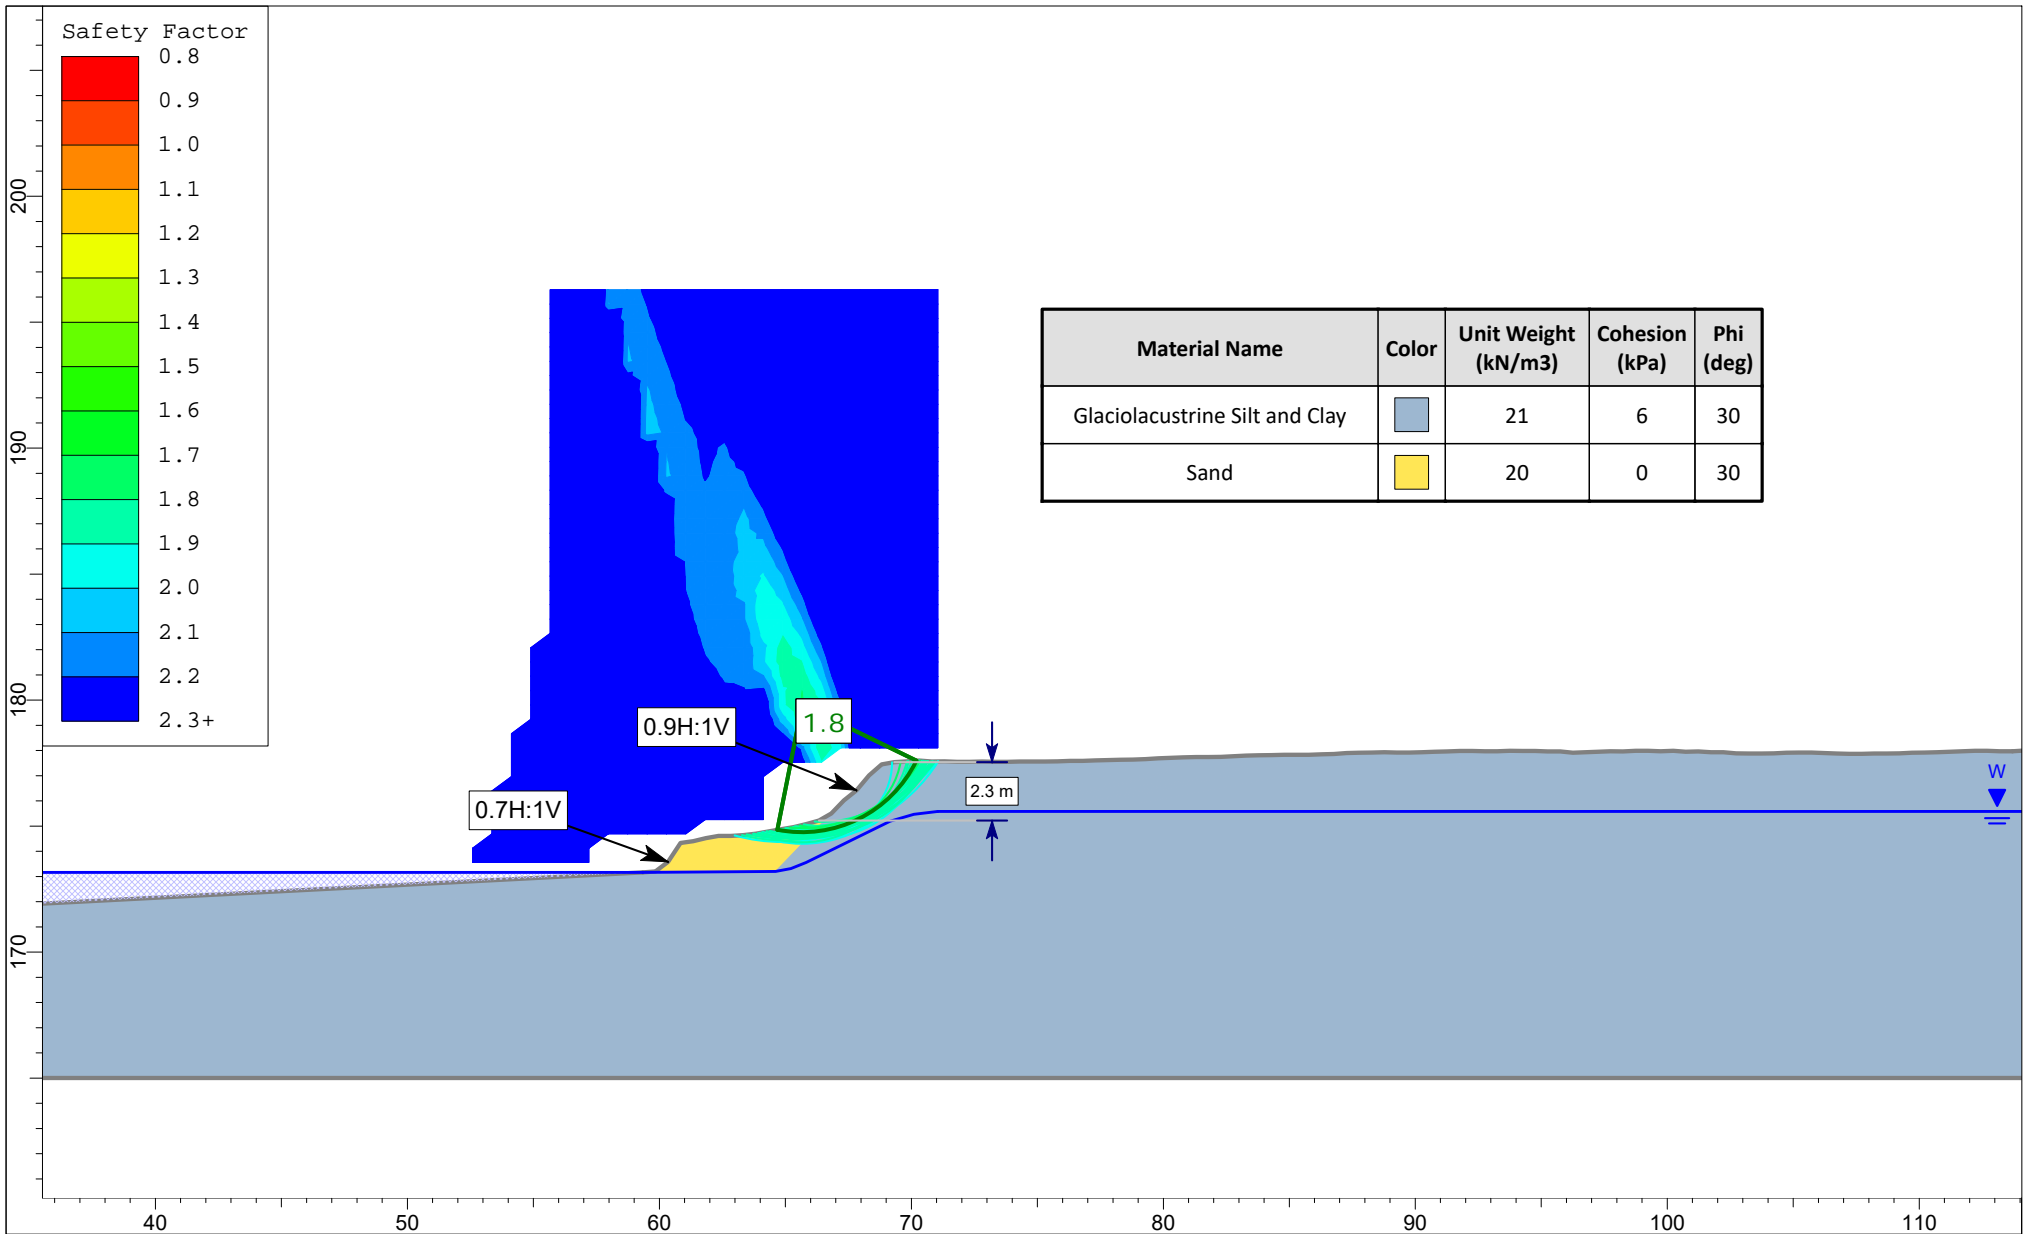 Safety Factor
0.8
0.9
1.0
1.1
1.2
1.3
1.4
1.5
1.6
1.7
1.8
1.9
2.0
2.1
2.2
2.3+
200
190
180
170
Material Name Color Unit Weight (kN/m3) Cohesion (kPa) Phi (deg)
Glaciolacustrine Silt and Clay 21 6 30
Sand 20 0 30
0.9H:1V
1.8
0.7H:1V
2.3 m
W
40 50 60 70 80 90 100 110